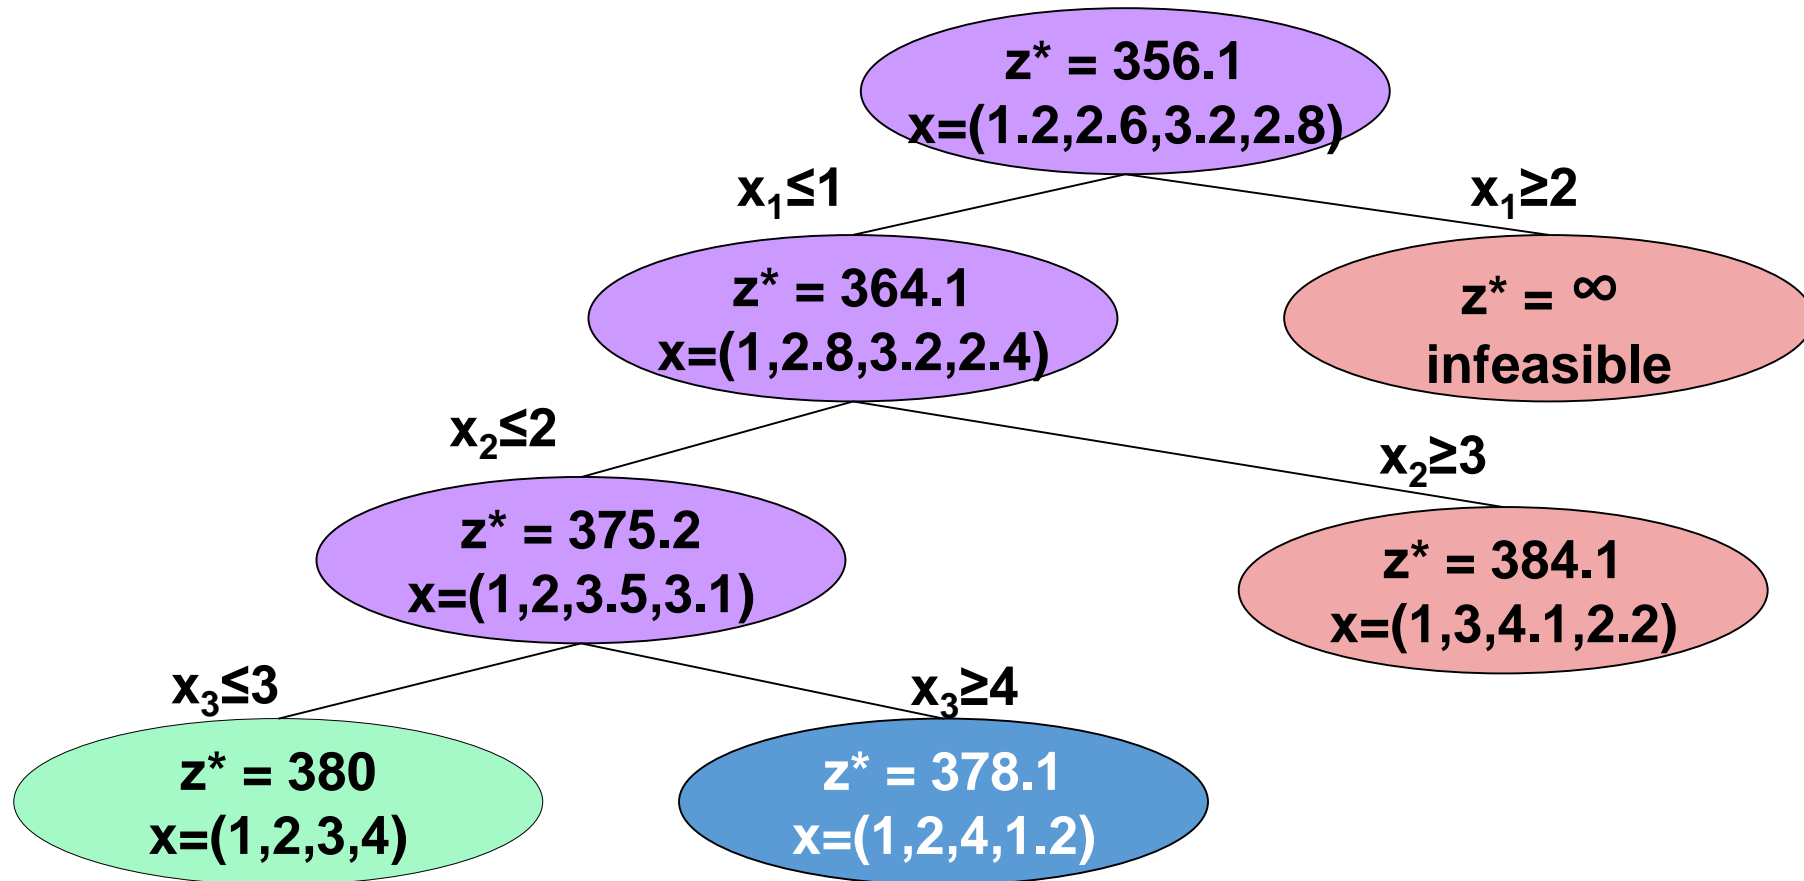 z* = 356.1
x=(1.2,2.6,3.2,2.8)
x₁≤1
x₁≥2
z* = 364.1
x=(1,2.8,3.2,2.4)
z* = ∞
infeasible
x₂≤2
x₂≥3
z* = 375.2
x=(1,2,3.5,3.1)
z* = 384.1
x=(1,3,4.1,2.2)
x₃≤3
x₃≥4
z* = 380
x=(1,2,3,4)
z* = 378.1
x=(1,2,4,1.2)